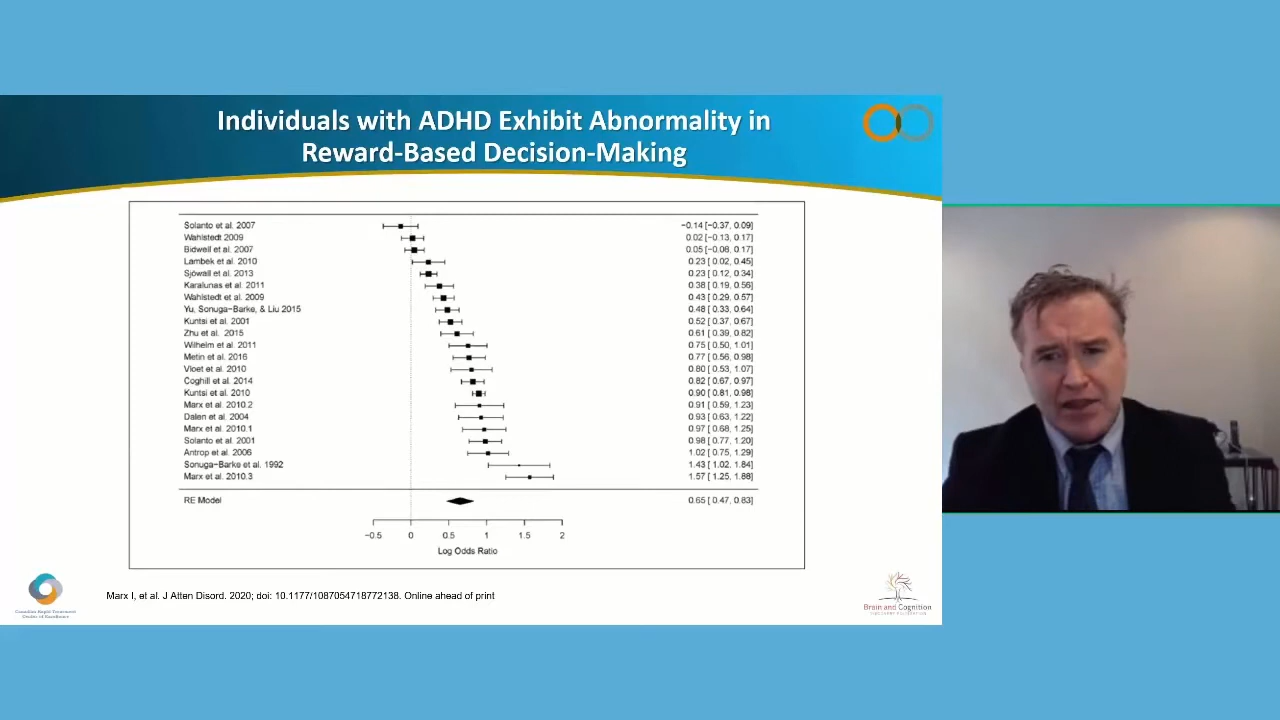 Individuals with ADHD Exhibit Abnormality in
Reward-Based Decision-Making
Solanto et al. 2007 −0.14 [−0.37, 0.09]
Wahlstedt 2009 0.02 [−0.13, 0.17]
Bidwell et al. 2007 0.05 [−0.08, 0.17]
Lambek et al. 2010 0.23 [ 0.02, 0.45]
Sjöwall et al. 2013 0.23 [ 0.12, 0.34]
Karalunas et al. 2011 0.38 [ 0.19, 0.56]
Wahlstedt et al. 2009 0.43 [ 0.29, 0.57]
Yu, Sonuga−Barke, & Liu 2015 0.48 [ 0.33, 0.64]
Kuntsi et al. 2001 0.52 [ 0.37, 0.67]
Zhu et al. 2015 0.61 [ 0.39, 0.82]
Wilhelm et al. 2011 0.75 [ 0.50, 1.01]
Metin et al. 2016 0.77 [ 0.56, 0.98]
Vloet et al. 2010 0.80 [ 0.53, 1.07]
Coghill et al. 2014 0.82 [ 0.67, 0.97]
Kuntsi et al. 2010 0.90 [ 0.81, 0.98]
Marx et al. 2010.2 0.91 [ 0.59, 1.23]
Dalen et al. 2004 0.93 [ 0.63, 1.22]
Marx et al. 2010.1 0.97 [ 0.68, 1.25]
Solanto et al. 2001 0.98 [ 0.77, 1.20]
Antrop et al. 2006 1.02 [ 0.75, 1.29]
Sonuga−Barke et al. 1992 1.43 [ 1.02, 1.84]
Marx et al. 2010.3 1.57 [ 1.25, 1.88]
RE Model 0.65 [ 0.47, 0.83]
−0.5 0 0.5 1 1.5 2
Log Odds Ratio
Marx I, et al. J Atten Disord. 2020; doi: 10.1177/1087054718772138. Online ahead of print
Canadian Rapid Treatment
Center of Excellence
Brain and Cognition